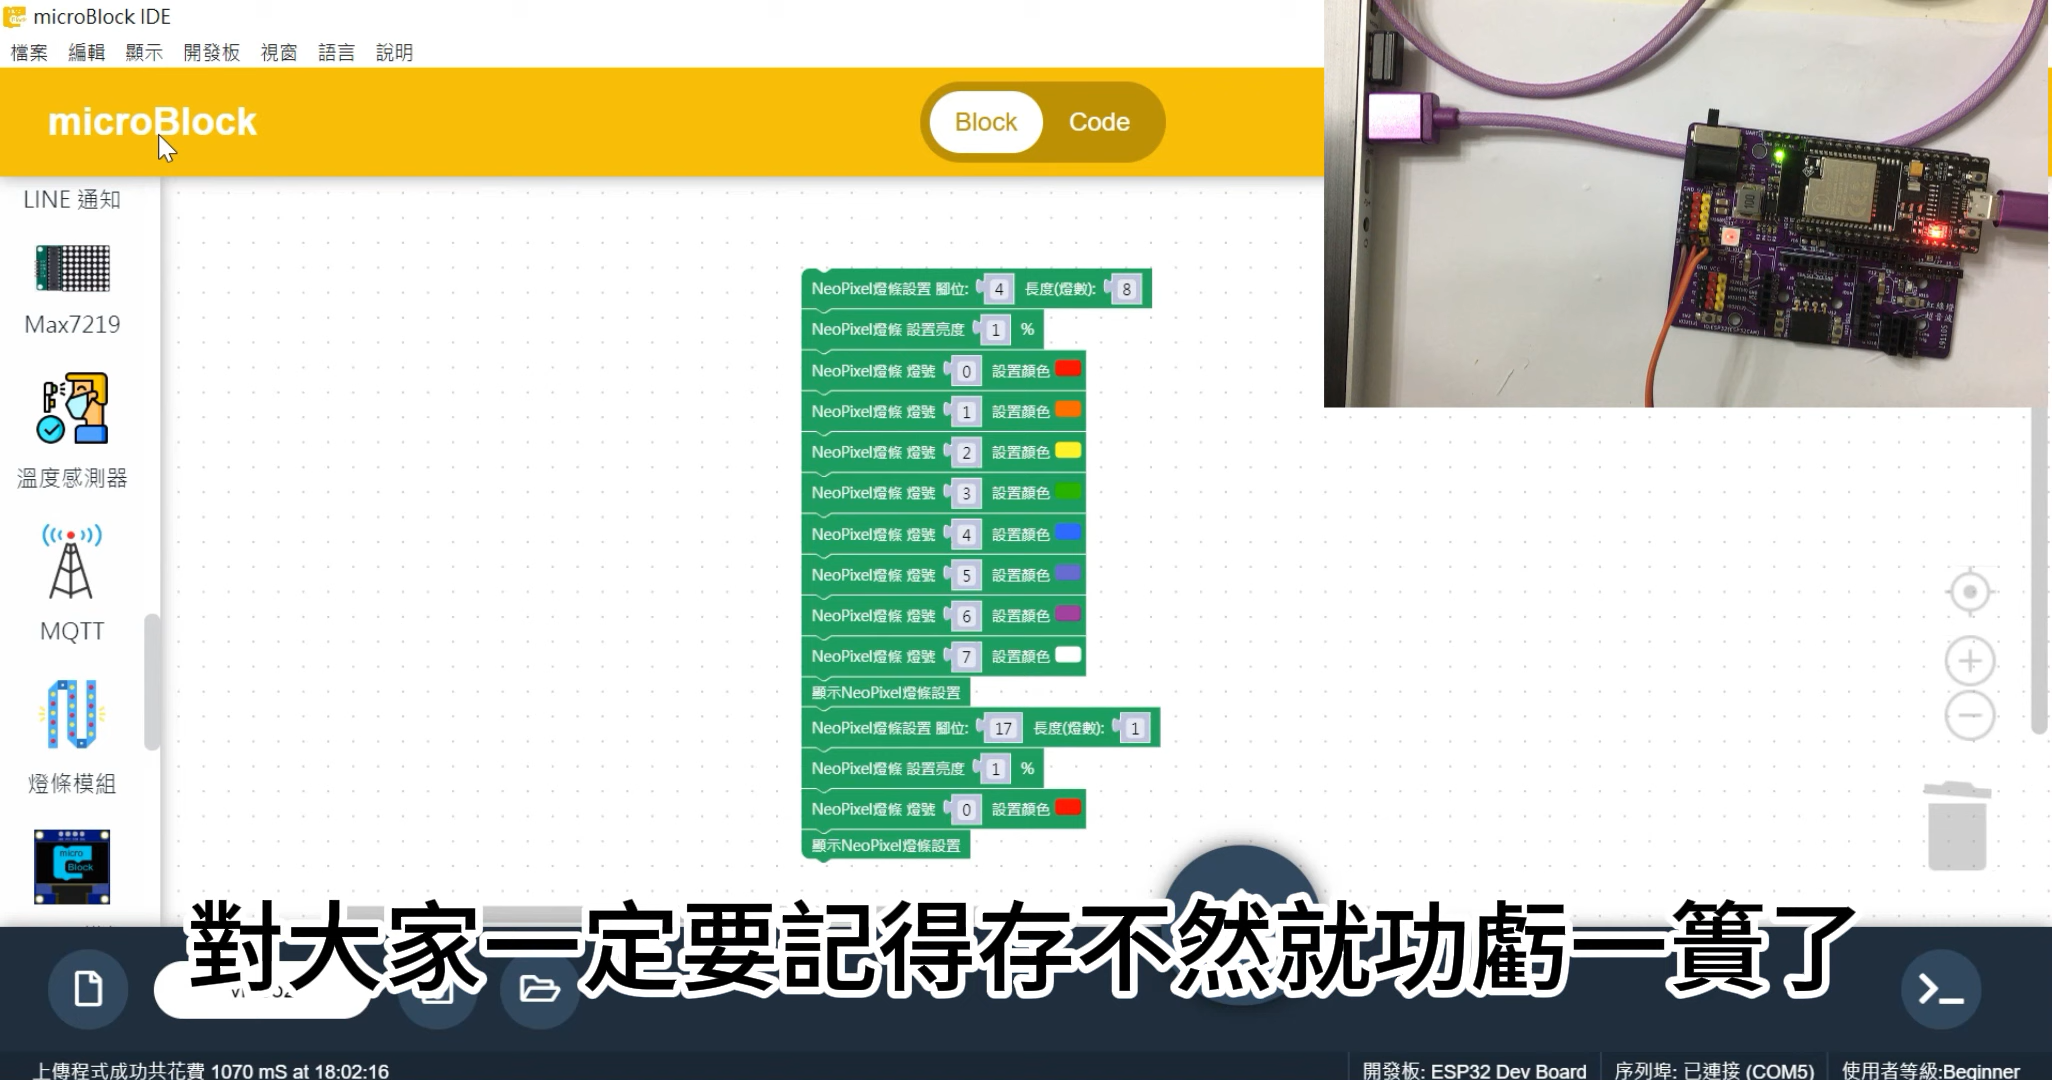 microBlock IDE
檔案 編輯 顯示 開發板 視窗 語言 說明
microBlock
Block Code
LINE 通知
Max7219
溫度感測器
MQTT
燈條模組
micro
Block
NeoPixel燈條設置 腳位: 4 長度(燈數): 8
NeoPixel燈條 設置亮度 1 %
NeoPixel燈條 燈號 0 設置顏色
NeoPixel燈條 燈號 1 設置顏色
NeoPixel燈條 燈號 2 設置顏色
NeoPixel燈條 燈號 3 設置顏色
NeoPixel燈條 燈號 4 設置顏色
NeoPixel燈條 燈號 5 設置顏色
NeoPixel燈條 燈號 6 設置顏色
NeoPixel燈條 燈號 7 設置顏色
顯示NeoPixel燈條設置
NeoPixel燈條設置 腳位: 17 長度(燈數): 1
NeoPixel燈條 設置亮度 1 %
NeoPixel燈條 燈號 0 設置顏色
顯示NeoPixel燈條設置
對大家一定要記得存不然就功虧一簣了
上傳程式成功共花費 1070 mS at 18:02:16
開發板: ESP32 Dev Board
序列埠: 已連接 (COM5)
使用者等級:Beginner